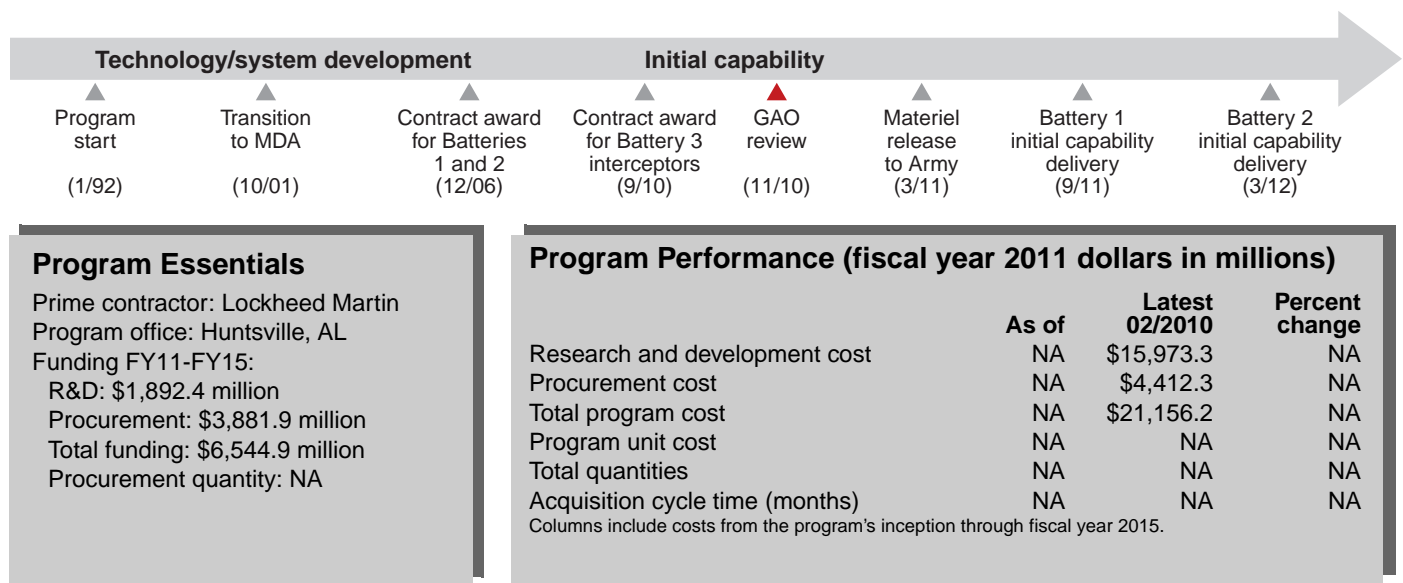 Technology/system development
Initial capability
Program
start
(1/92)
Transition
to MDA
(10/01)
Contract award
for Batteries
1 and 2
(12/06)
Contract award
for Battery 3
interceptors
(9/10)
GAO
review
(11/10)
Materiel
release
to Army
(3/11)
Battery 1
initial capability
delivery
(9/11)
Battery 2
initial capability
delivery
(3/12)
Program Essentials
Prime contractor: Lockheed Martin
Program office: Huntsville, AL
Funding FY11-FY15:
R&D: $1,892.4 million
Procurement: $3,881.9 million
Total funding: $6,544.9 million
Procurement quantity: NA
Program Performance (fiscal year 2011 dollars in millions)
As of Latest 02/2010 Percent change
Research and development cost NA $15,973.3 NA
Procurement cost NA $4,412.3 NA
Total program cost NA $21,156.2 NA
Program unit cost NA NA NA
Total quantities NA NA NA
Acquisition cycle time (months) NA NA NA
Columns include costs from the program's inception through fiscal year 2015.